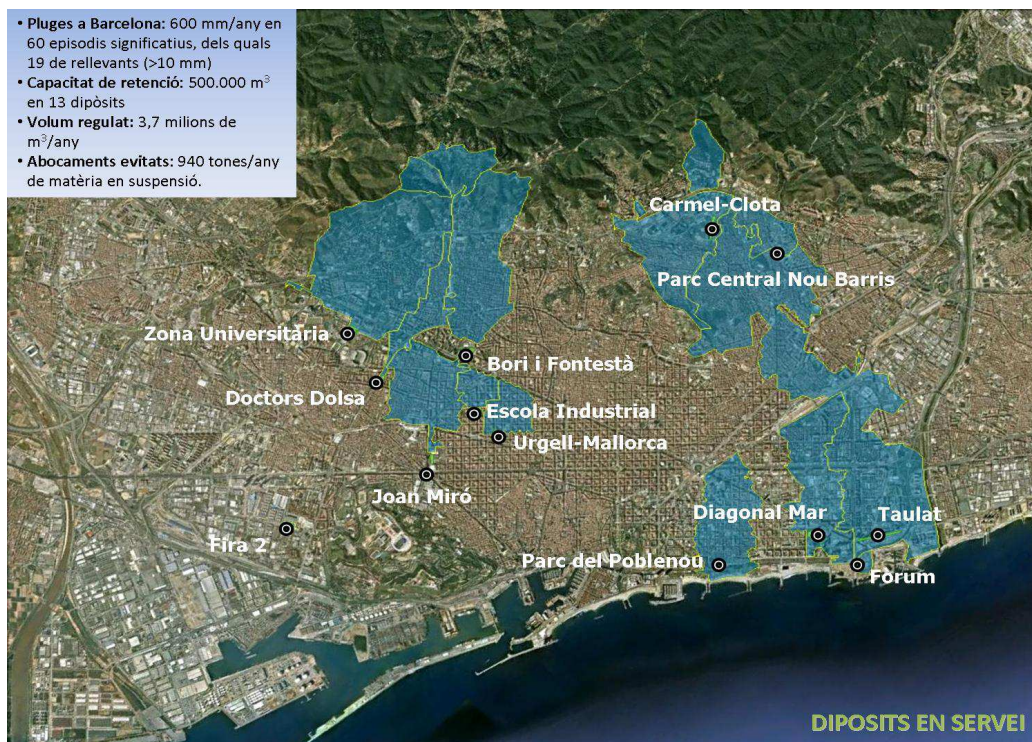 • Pluges a Barcelona: 600 mm/any en
60 episodis significatius, dels quals
19 de rellevants (>10 mm)
• Capacitat de retenció: 500.000 m³
en 13 dipòsits
• Volum regulat: 3,7 milions de
m³/any
• Abocaments evitats: 940 tones/any
de matèria en suspensió.
Carmel-Clota
Parc Central Nou Barris
Zona Universitària
Bori i Fontestà
Doctors Dolsa
Escola Industrial
Urgell-Mallorca
Joan Miró
Diagonal Mar
Taulat
Fira 2
Parc del Poblenou
Fòrum
DIPOSITS EN SERVEI